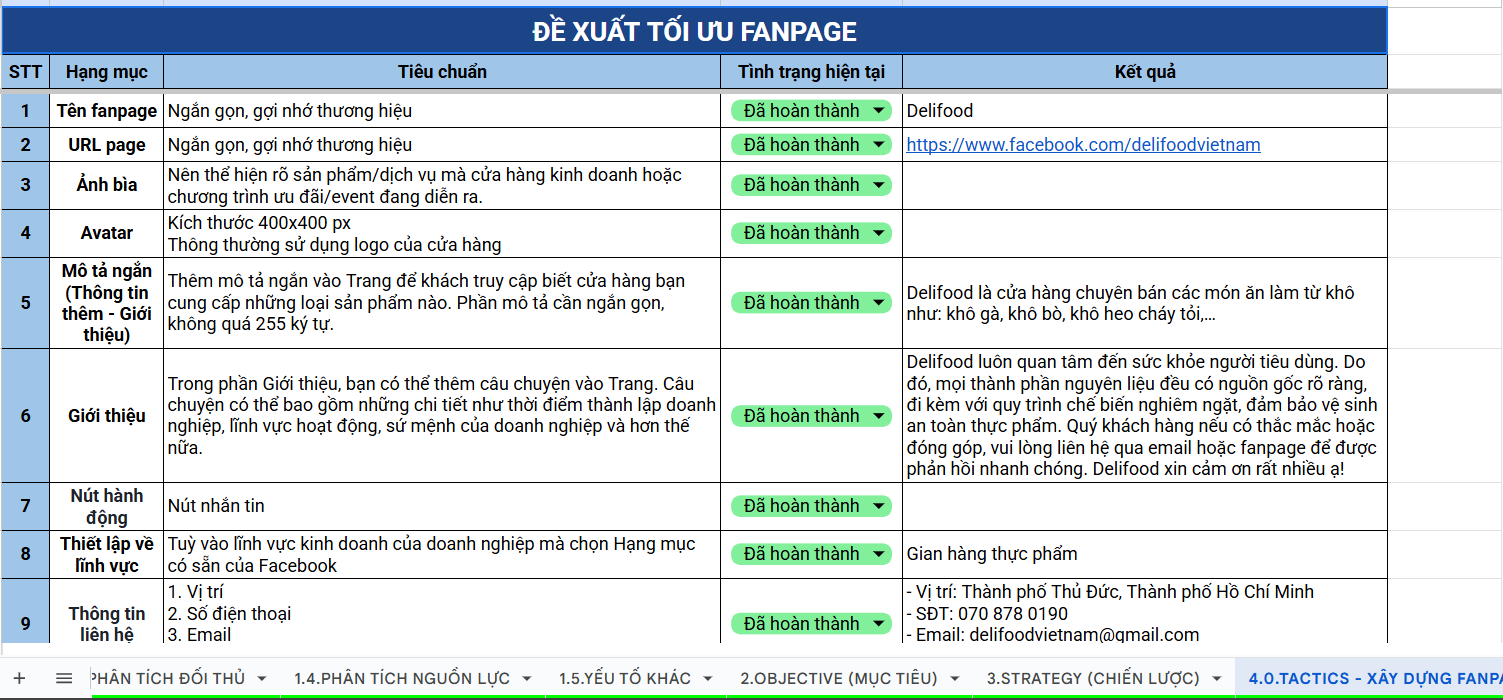 ĐỀ XUẤT TỐI ƯU FANPAGE
STT Hạng mục Tiêu chuẩn Tình trạng hiện tại Kết quả
1 Tên fanpage Ngắn gọn, gợi nhớ thương hiệu Đã hoàn thành Delifood
2 URL page Ngắn gọn, gợi nhớ thương hiệu Đã hoàn thành https://www.facebook.com/delifoodvietnam
3 Ảnh bìa
Nên thể hiện rõ sản phẩm/dịch vụ mà cửa hàng kinh doanh hoặc
chương trình ưu đãi/event đang diễn ra.
Đã hoàn thành
4 Avatar
Kích thước 400x400 px
Thông thường sử dụng logo của cửa hàng
Đã hoàn thành
5
Mô tả ngắn
(Thông tin
thêm - Giới
thiệu)
Thêm mô tả ngắn vào Trang để khách truy cập biết cửa hàng bạn
cung cấp những loại sản phẩm nào. Phần mô tả cần ngắn gọn,
không quá 255 ký tự.
Đã hoàn thành
Delifood là cửa hàng chuyên bán các món ăn làm từ khô
như: khô gà, khô bò, khô heo cháy tỏi,...
6 Giới thiệu
Trong phần Giới thiệu, bạn có thể thêm câu chuyện vào Trang. Câu
chuyện có thể bao gồm những chi tiết như thời điểm thành lập doanh
nghiệp, lĩnh vực hoạt động, sứ mệnh của doanh nghiệp và hơn thế
nữa.
Đã hoàn thành
Delifood luôn quan tâm đến sức khỏe người tiêu dùng. Do
đó, mọi thành phần nguyên liệu đều có nguồn gốc rõ ràng,
đi kèm với quy trình chế biến nghiêm ngặt, đảm bảo vệ sinh
an toàn thực phẩm. Quý khách hàng nếu có thắc mắc hoặc
đóng góp, vui lòng liên hệ qua email hoặc fanpage để được
phản hồi nhanh chóng. Delifood xin cảm ơn rất nhiều ạ!
7
Nút hành
động
Nút nhắn tin
Đã hoàn thành
8
Thiết lập về
lĩnh vực
Tuỳ vào lĩnh vực kinh doanh của doanh nghiệp mà chọn Hạng mục
có sẵn của Facebook
Đã hoàn thành
Gian hàng thực phẩm
9
Thông tin
liên hệ
1. Vị trí
2. Số điện thoại
3. Email
Đã hoàn thành
- Vị trí: Thành phố Thủ Đức, Thành phố Hồ Chí Minh
- SĐT: 070 878 0190
- Email: delifoodvietnam@gmail.com
PHÂN TÍCH ĐỐI THỦ 1.4.PHÂN TÍCH NGUỒN LỰC 1.5.YẾU TỐ KHÁC 2.OBJECTIVE (MỤC TIÊU) 3.STRATEGY (CHIẾN LƯỢC) 4.0.TACTICS - XÂY DỰNG FANPA